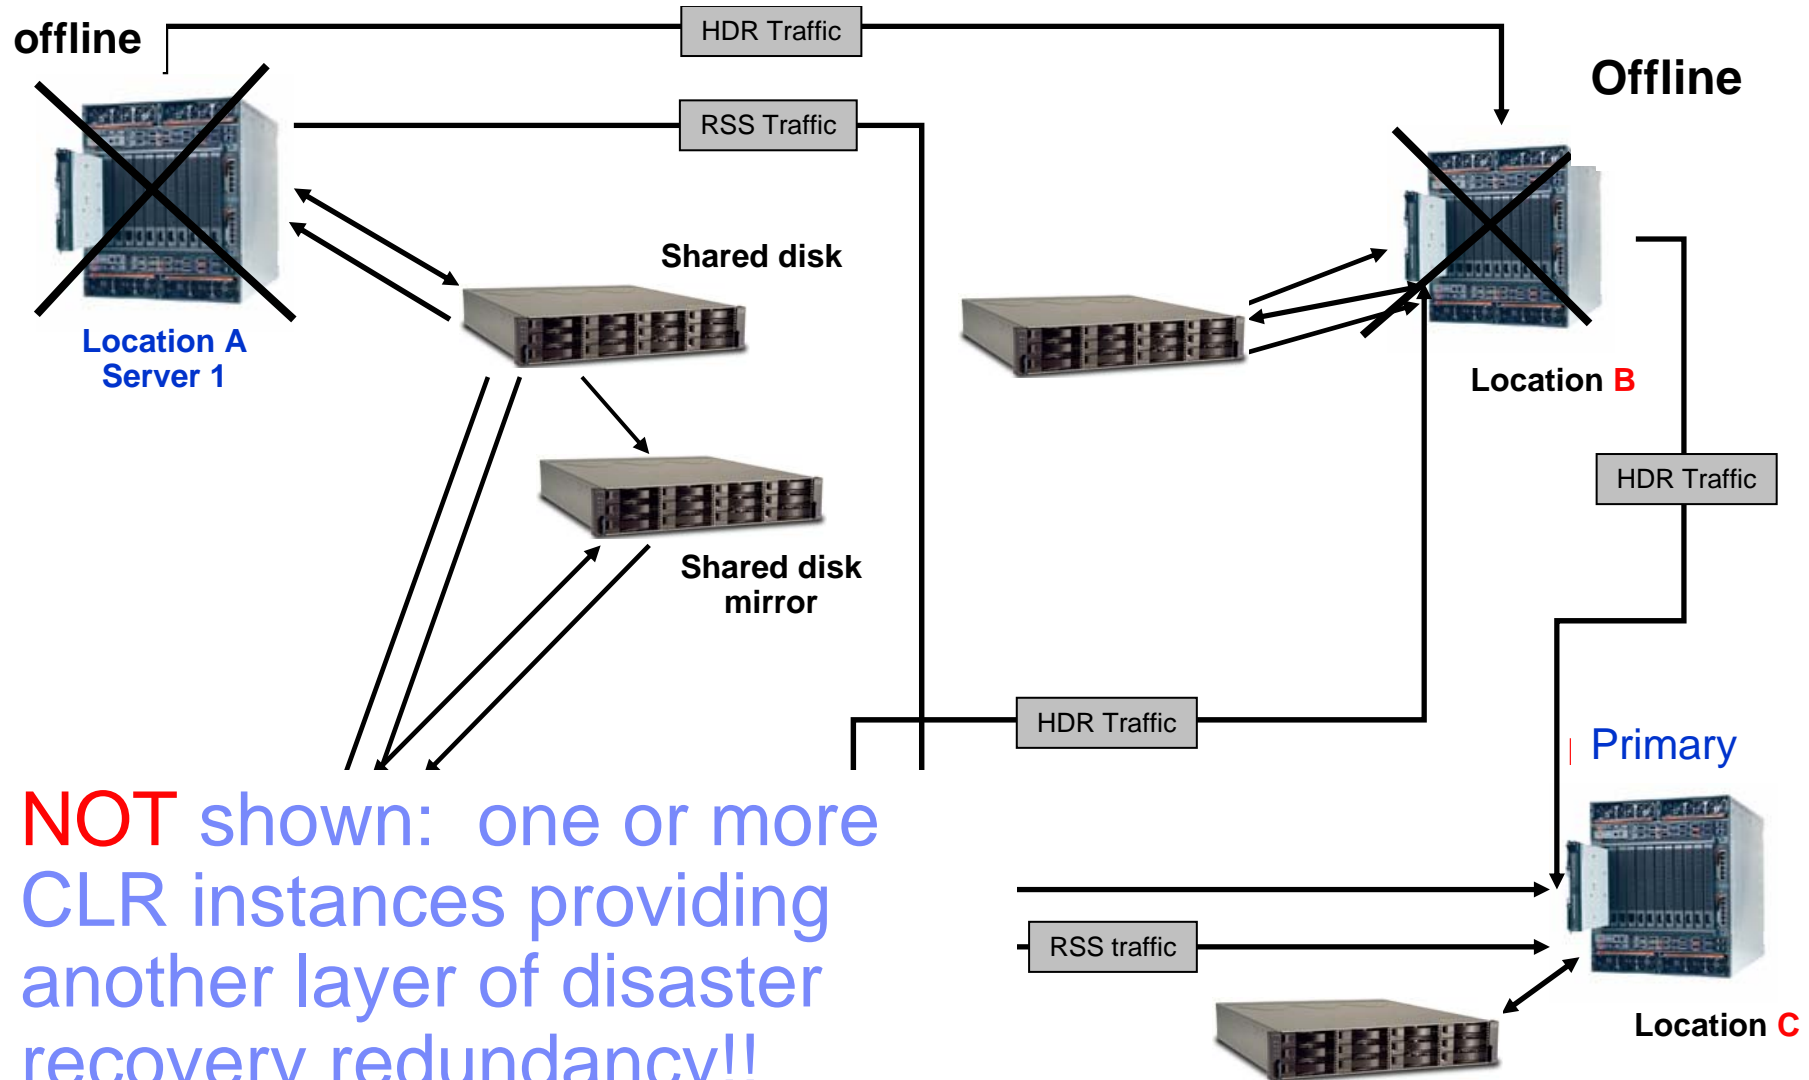 offline
HDR Traffic
Offline
RSS Traffic
Shared disk
Location A
Server 1
Location B
HDR Traffic
Shared disk
mirror
HDR Traffic
Primary
NOT shown: one or more
CLR instances providing
another layer of disaster
recovery redundancy!!
RSS traffic
Location C